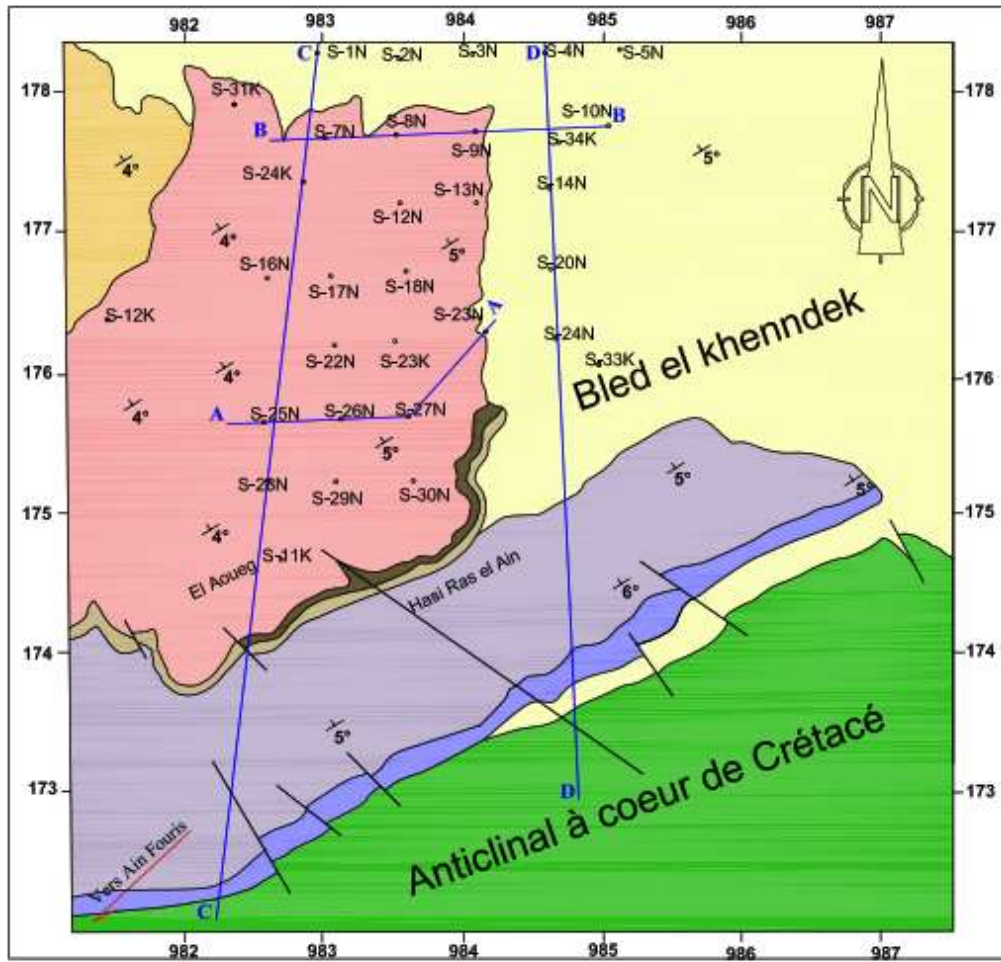 982 983 984 985 986 987
C S-1N S-2N S-3N D S-4N S-5N
178 S-31K 178
S-10N
B S-7N S-8N B
S-9N S-34K
4° 5°
S-24K S-13N S-14N
N
S-12N
177 4° 5° 177
S-16N S-20N
S-17N S-18N
S-12K S-23N A S-24N
S-22N S-23K S-33K
176 4° 176
Bled el khenndek
4° A S-25N S-26N S-27N
5°
S-28N S-29N S-30N 5° 5°
175 175
4°
S-11K
El Aoueg
Hasi Ras el Ain
6°
174 174
5°
173 D 173
Anticlinal à coeur de Crétacé
Vers Ain Fouris
C
982 983 984 985 986 987